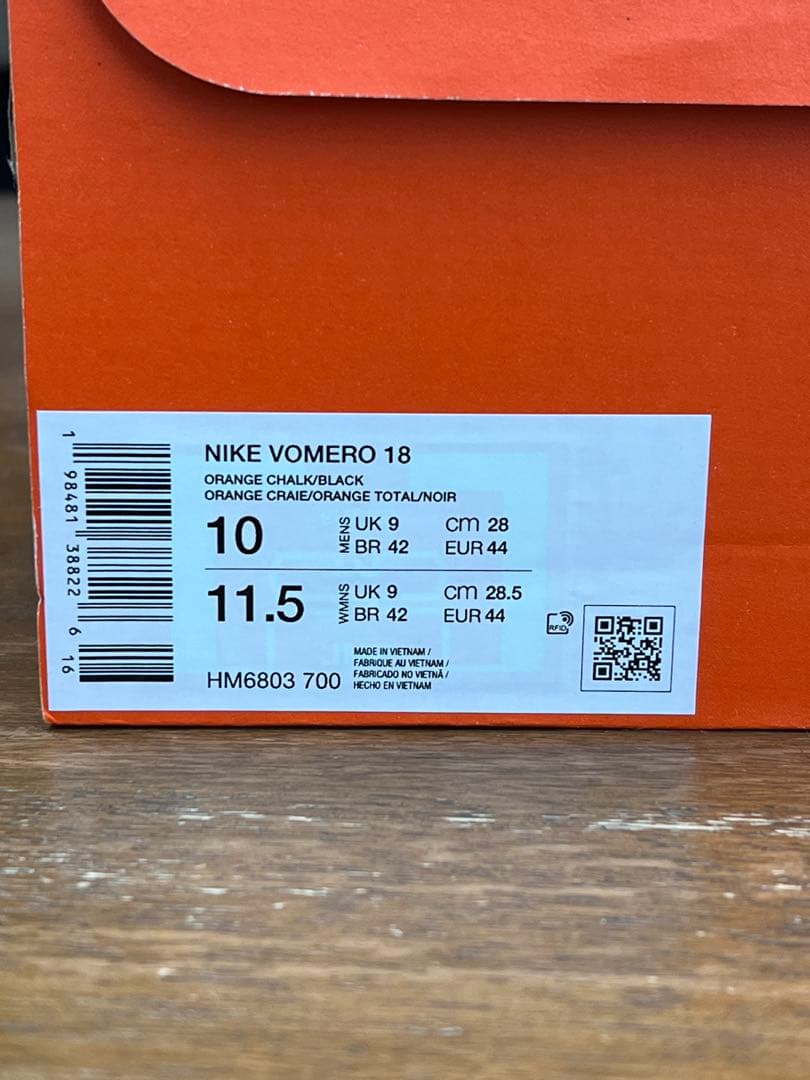 NIKE VOMERO 18
ORANGE CHALK/BLACK
ORANGE CRAIE/ORANGE TOTAL/NOIR
10 MENS UK 9 cm 28
BR 42 EUR 44
11.5 WMNS UK 9 cm 28.5
BR 42 EUR 44
RFID
HM6803 700
MADE IN VIETNAM /
FABRIQUE AU VIETNAM /
FABRICADO NO VIETNÃ /
HECHO EN VIETNAM
1 98481 38822 6 16